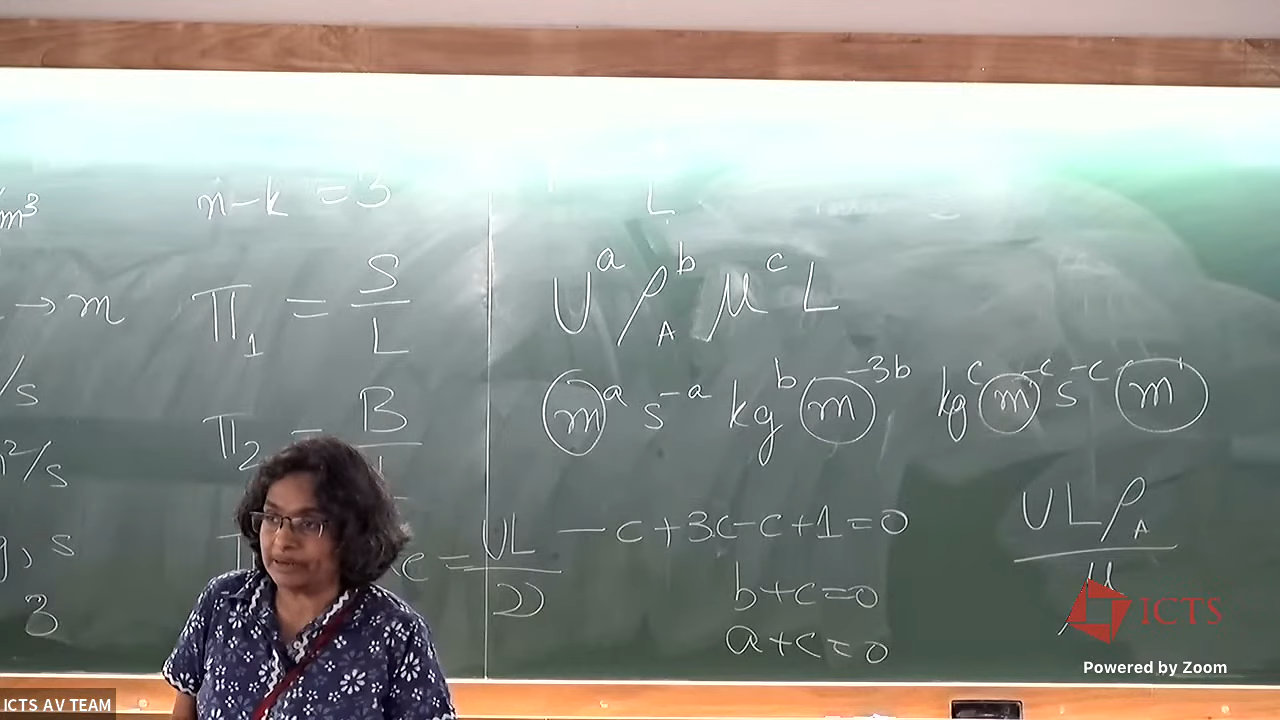 m³
n-k = 3
→ m
π₁ = S/L
/s
π₂ = B/
²/s
g, s
3
e = UL/ν
L
U^a ρ_A^b μ^c L
m^a s^-a kg^b m^-3b kg^c m^-c s^-c m^1
-c+3c-c+1=0
b+c=0
a+c=0
ULρ_A/μ
ICTS
Powered by Zoom
ICTS AV TEAM